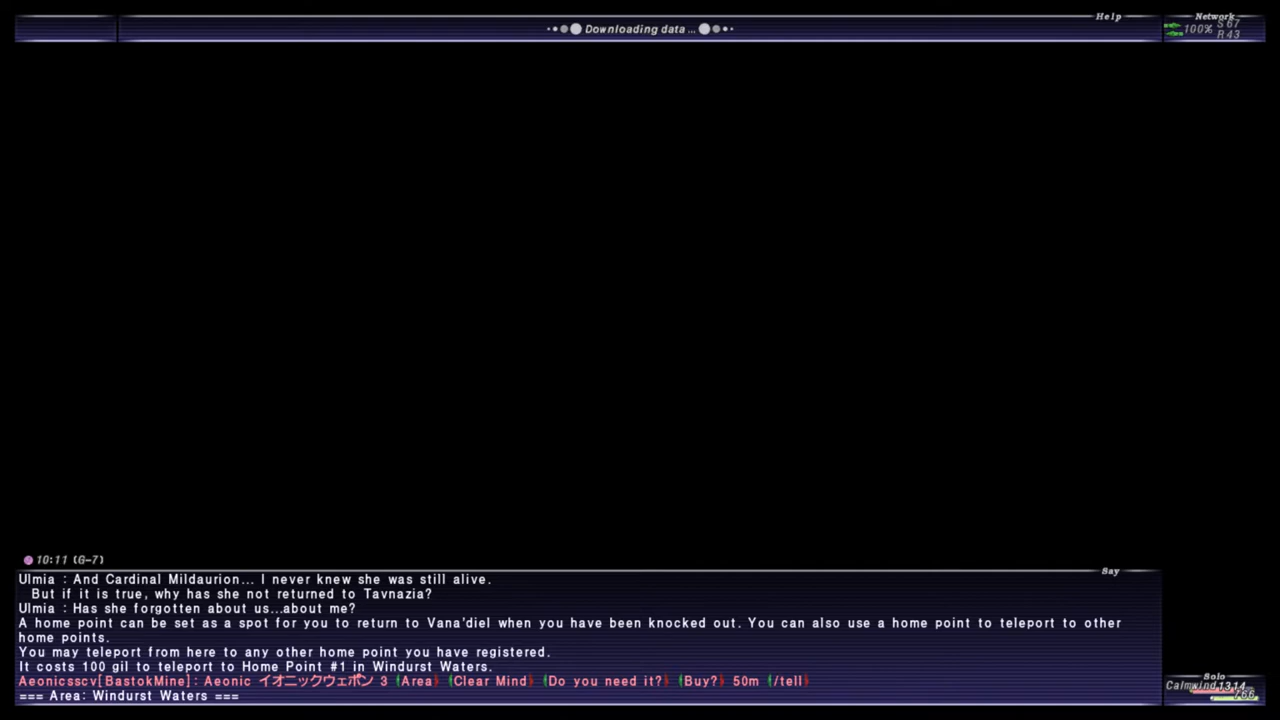 Help
Network
Downloading data ...
100% S 67
R 43
10:11 (G-7)
Say
Ulmia : And Cardinal Mildaurion... I never knew she was still alive.
But if it is true, why has she not returned to Tavnazia?
Ulmia : Has she forgotten about us...about me?
A home point can be set as a spot for you to return to Vana'diel when you have been knocked out. You can also use a home point to teleport to other
home points.
You may teleport from here to any other home point you have registered.
It costs 100 gil to teleport to Home Point #1 in Windurst Waters.
Aeonicsscv[BastokMine]: Aeonic イオニックウェポン 3 (Area) (Clear Mind) (Do you need it?) (Buy?) 50m (/tell)
=== Area: Windurst Waters ===
Solo
Calmwind 1314
766